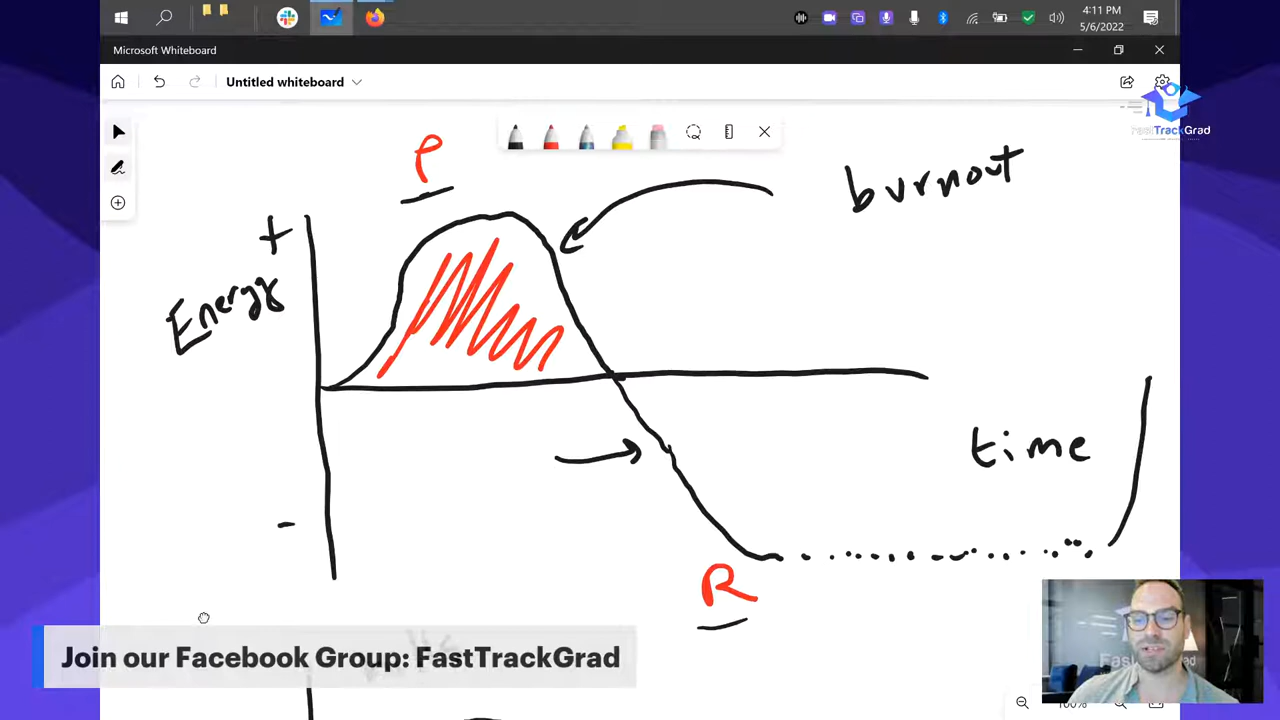 4:11 PM
5/6/2022
Microsoft Whiteboard
Untitled whiteboard
FastTrackGrad
P
burnout
+
Energy
time
-
R
Join our Facebook Group: FastTrackGrad
100%